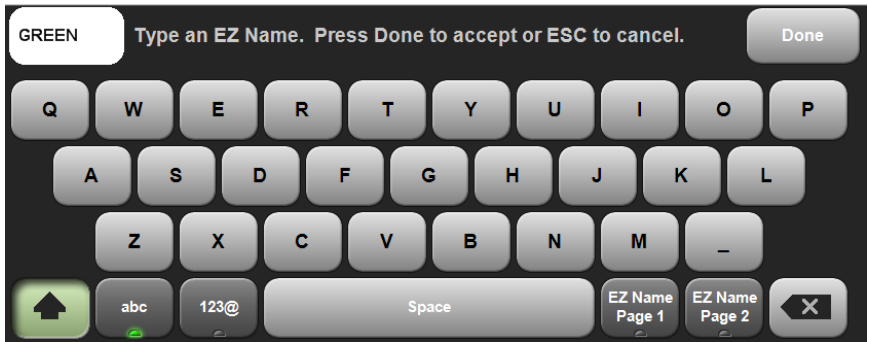 GREEN Type an EZ Name. Press Done to accept or ESC to cancel. Done
Q W E R T Y U I O P
A S D F G H J K L
Z X C V B N M _
abc 123@ Space EZ Name Page 1 EZ Name Page 2